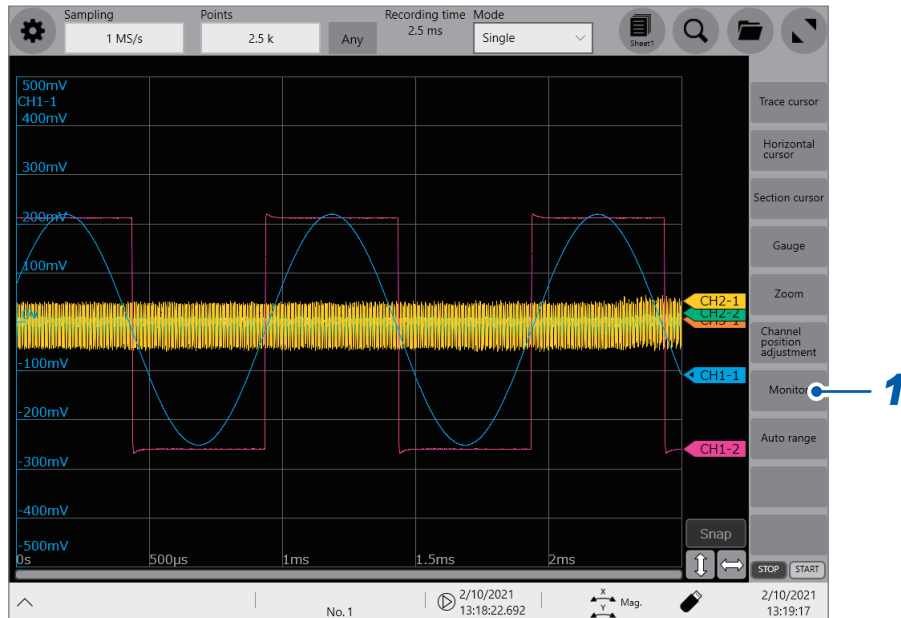 Sampling
1 MS/s
Points
2.5 k
Any
Recording time
2.5 ms
Mode
Single
Sheet1
500mV
CH1-1
400mV
300mV
200mV
100mV
0V
-100mV
-200mV
-300mV
-400mV
-500mV
0s
500µs
1ms
1.5ms
2ms
CH2-1
CH2-2
CH3-1
CH1-1
CH1-2
Snap
Trace cursor
Horizontal
cursor
Section cursor
Gauge
Zoom
Channel
position
adjustment
Monitor
1
Auto range
STOP
START
No. 1
2/10/2021
13:18:22.692
X
Y
Mag.
2/10/2021
13:19:17